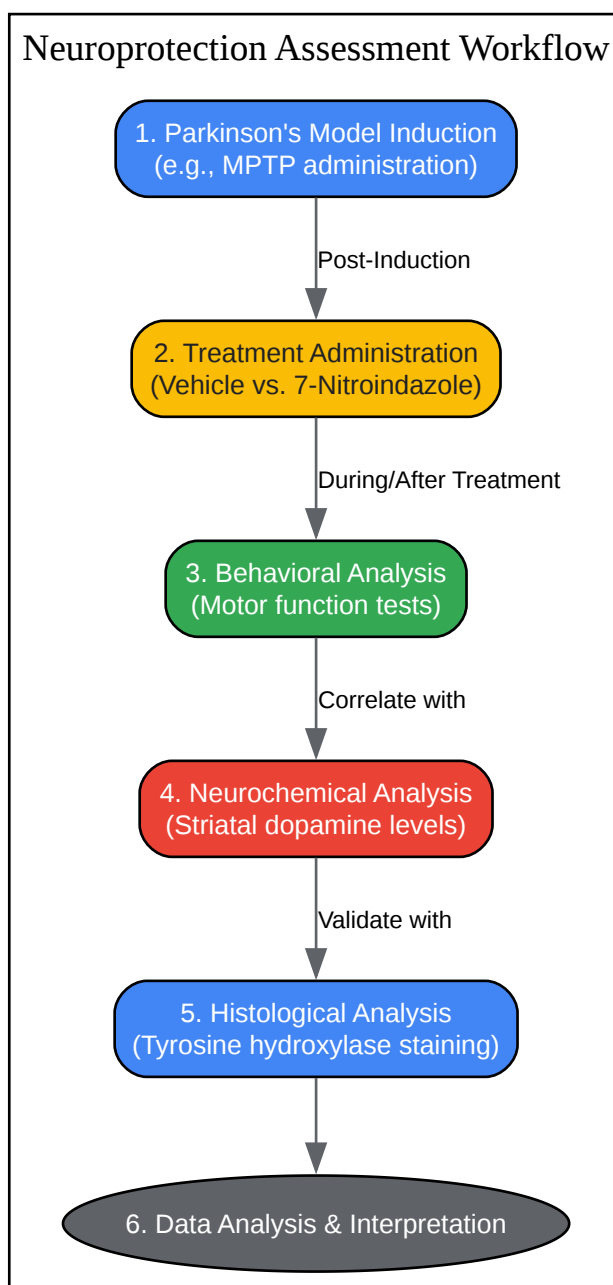 Neuroprotection Assessment Workflow
1. Parkinson's Model Induction
(e.g., MPTP administration)
Post-Induction
2. Treatment Administration
(Vehicle vs. 7-Nitroindazole)
During/After Treatment
3. Behavioral Analysis
(Motor function tests)
Correlate with
4. Neurochemical Analysis
(Striatal dopamine levels)
Validate with
5. Histological Analysis
(Tyrosine hydroxylase staining)
6. Data Analysis & Interpretation